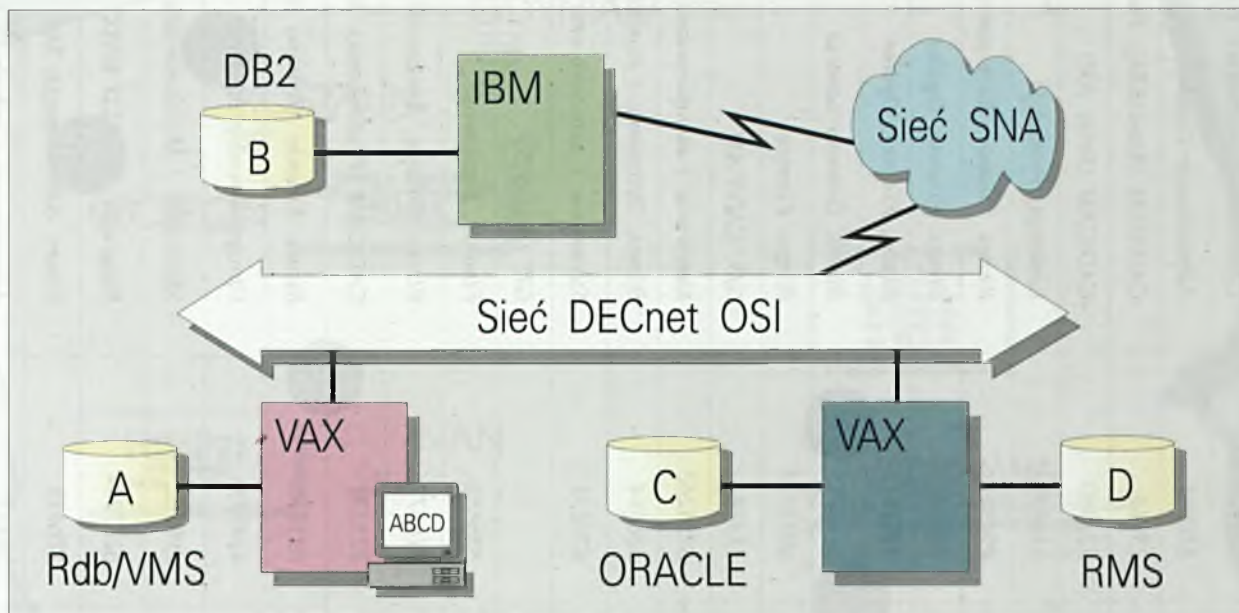 DB2
B
IBM
Sieć SNA
Sieć DECnet OSI
VAX
A
ABCD
Rdb/VMS
VAX
C
ORACLE
D
RMS